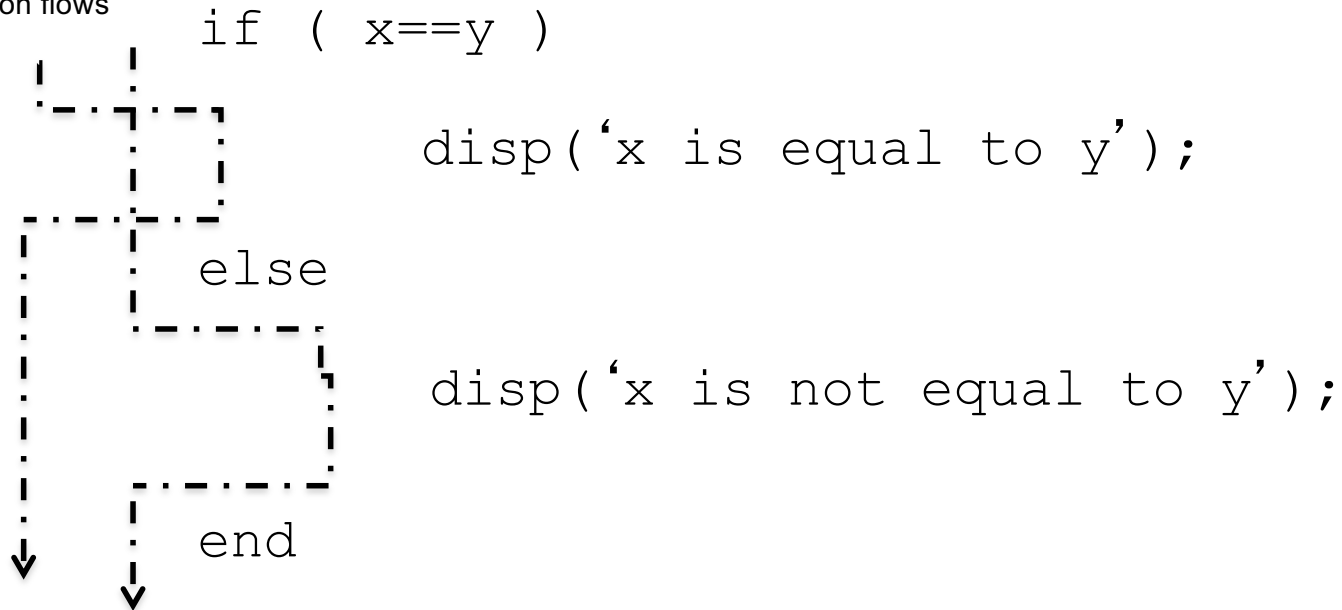 on flows
if ( x==y )
disp(‘x is equal to y’);
else
disp(‘x is not equal to y’);
end